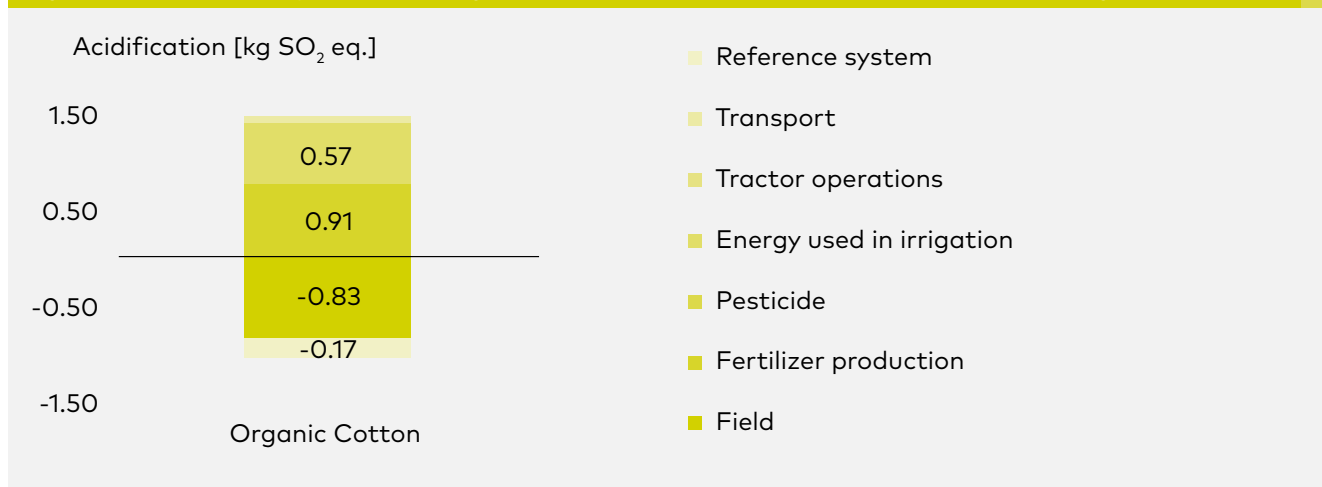 Acidification [kg SO₂ eq.]
1.50
0.50
-0.50
-1.50
0.57
0.91
-0.83
-0.17
Organic Cotton
Reference system
Transport
Tractor operations
Energy used in irrigation
Pesticide
Fertilizer production
Field